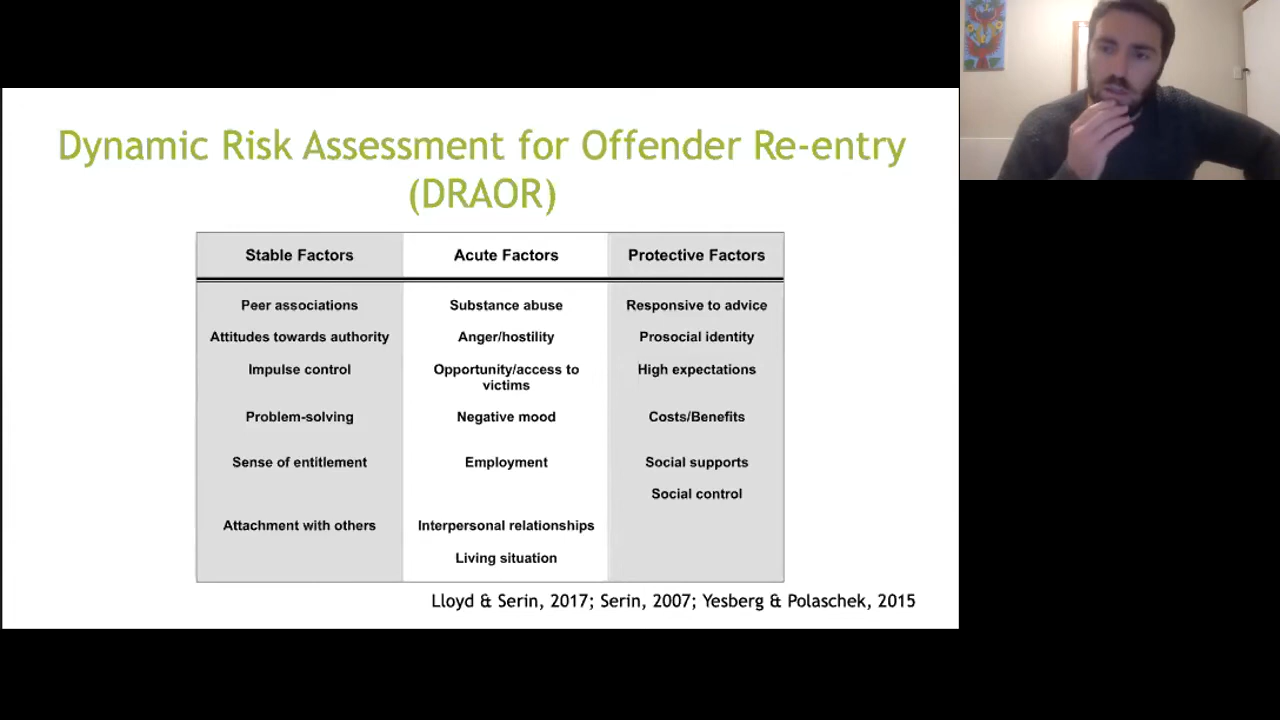 Dynamic Risk Assessment for Offender Re-entry
(DRAOR)
Stable Factors Acute Factors Protective Factors
Peer associations Substance abuse Responsive to advice
Attitudes towards authority Anger/hostility Prosocial identity
Impulse control Opportunity/access to High expectations
victims
Problem-solving Negative mood Costs/Benefits
Sense of entitlement Employment Social supports
Social control
Attachment with others Interpersonal relationships
Living situation
Lloyd & Serin, 2017; Serin, 2007; Yesberg & Polaschek, 2015